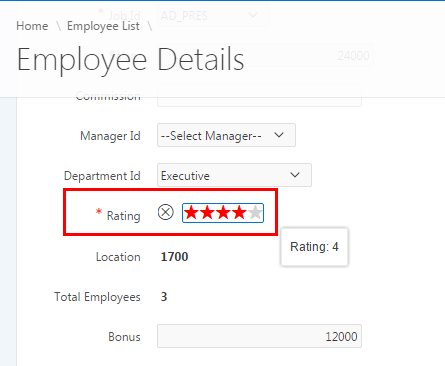 * Job Id AD_PRES
Home \ Employee List \
Employee Details
24000
Commission
Manager Id --Select Manager--
Department Id Executive
* Rating
Rating: 4
Location 1700
Total Employees 3
Bonus 12000